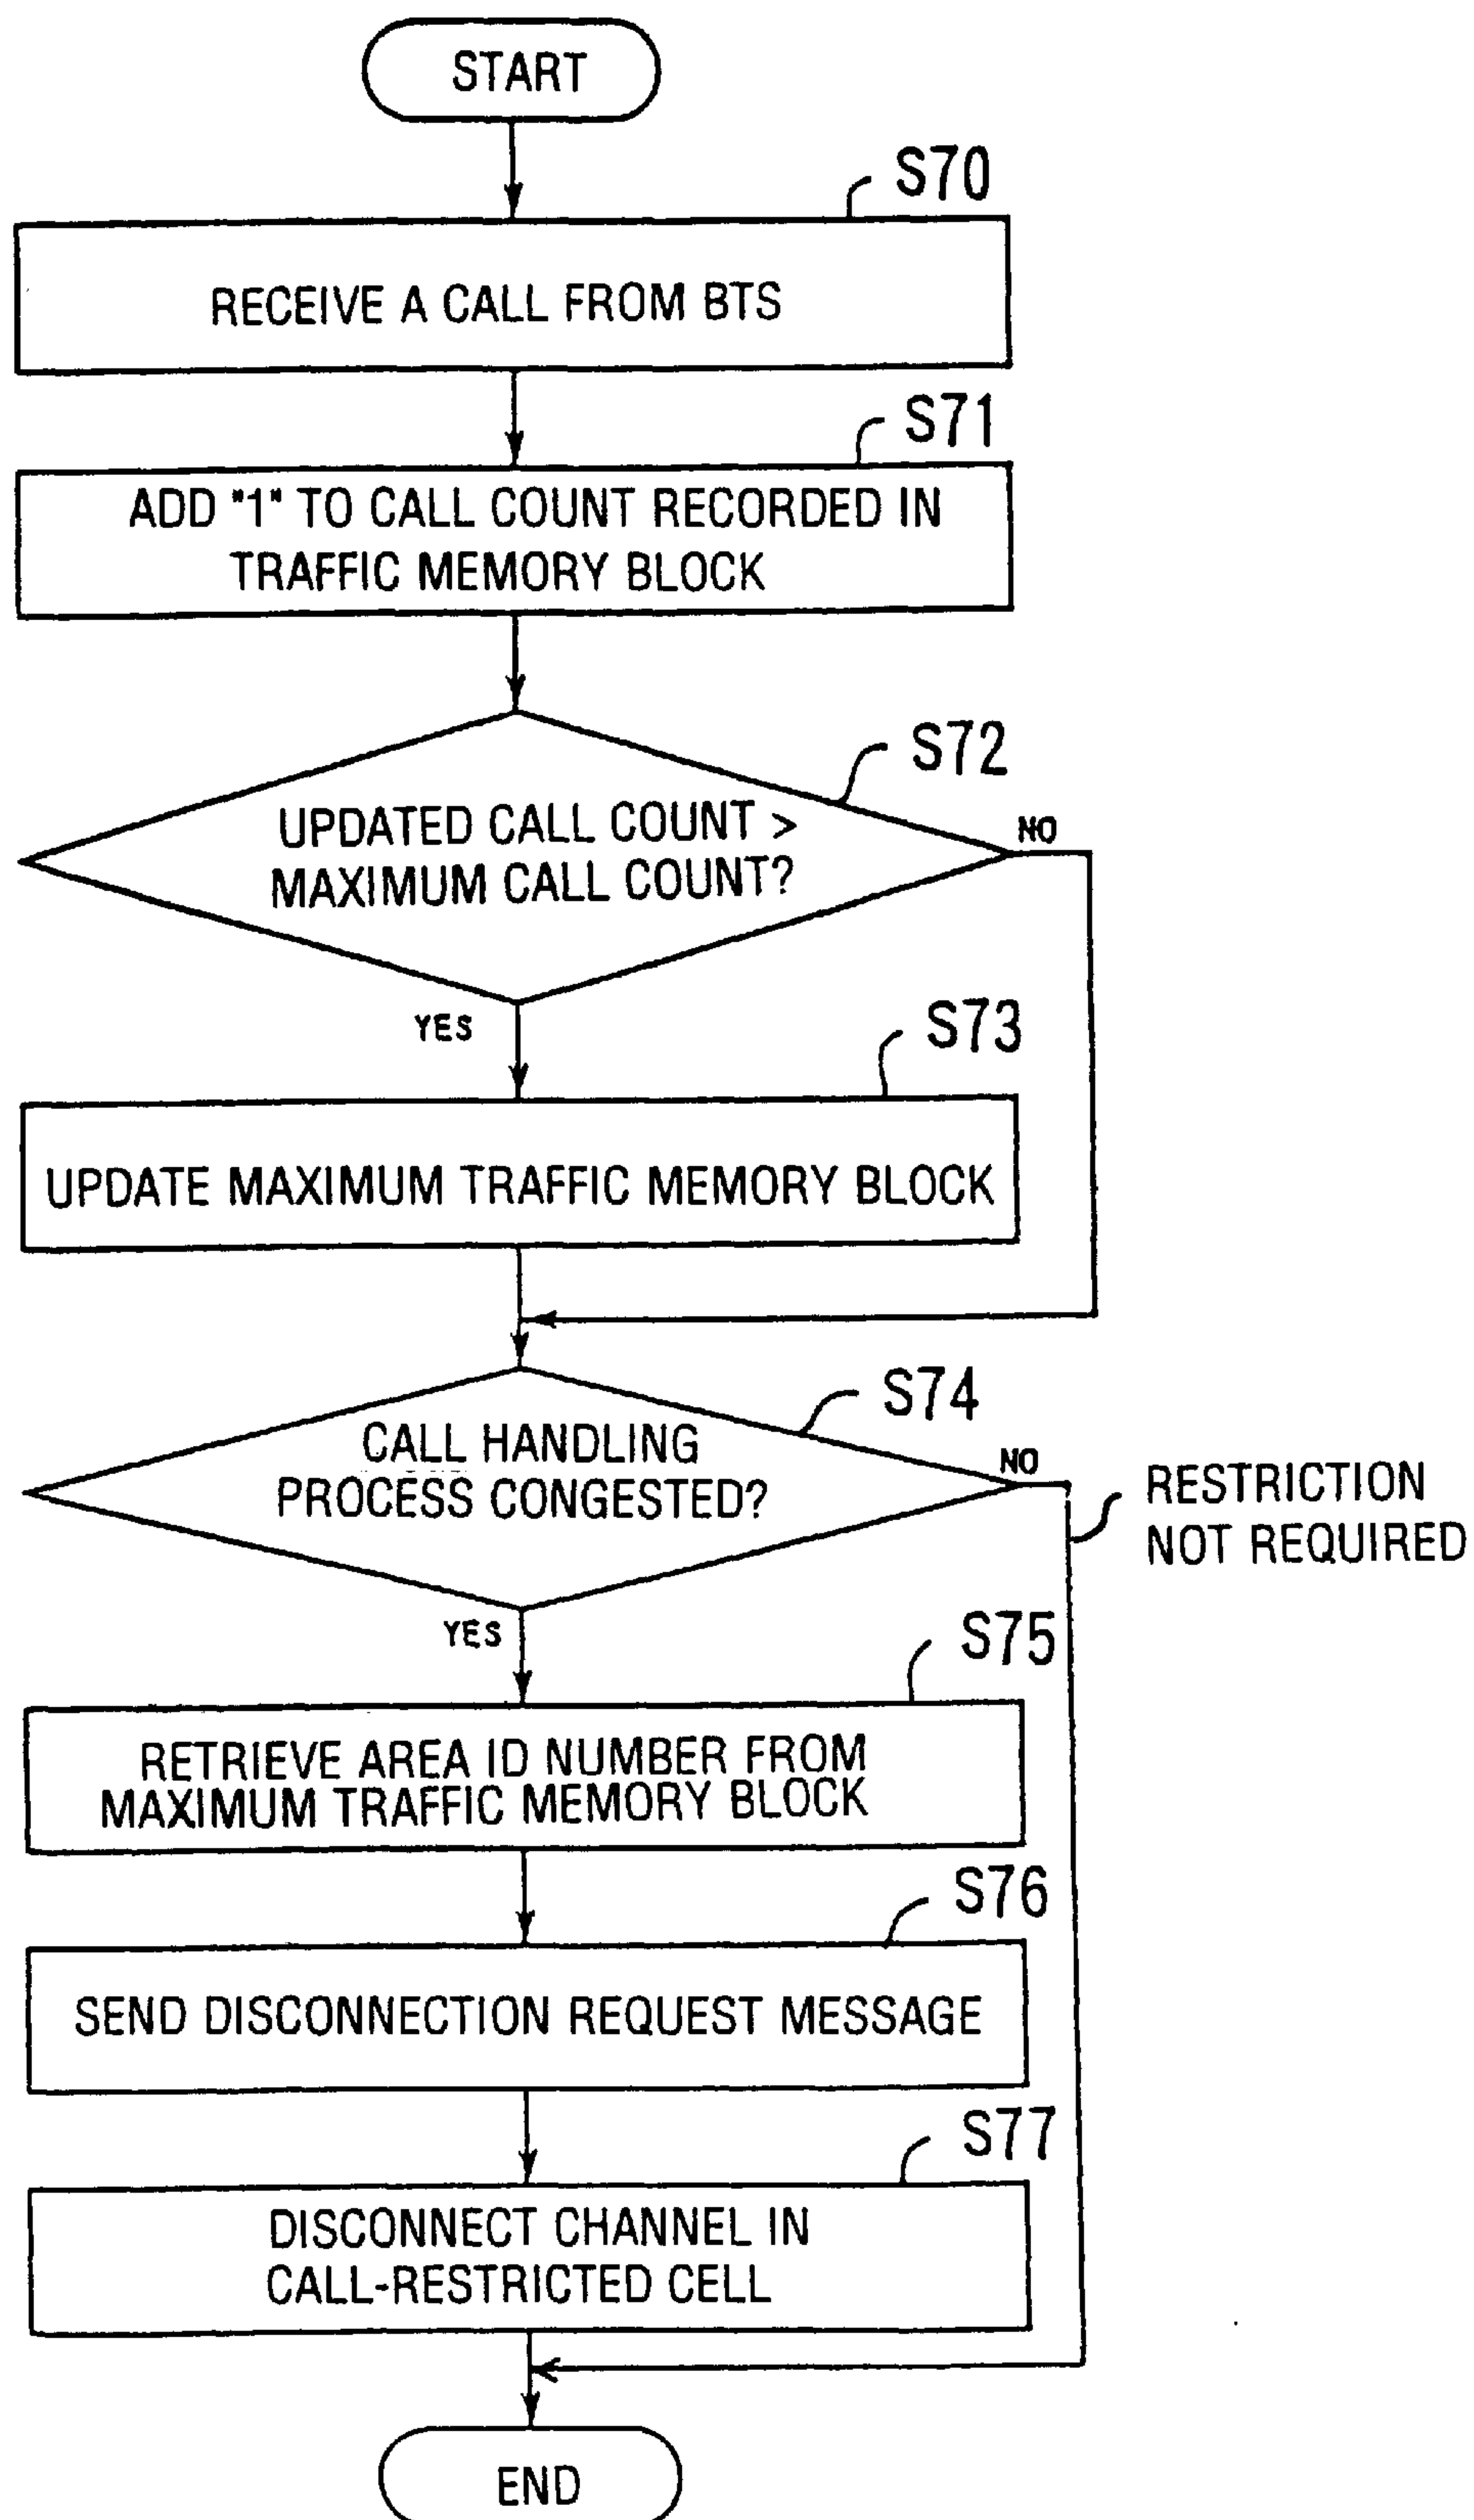 START
S70
RECEIVE A CALL FROM BTS
S71
ADD "1" TO CALL COUNT RECORDED IN
TRAFFIC MEMORY BLOCK
S72
UPDATED CALL COUNT >
MAXIMUM CALL COUNT?
NO
YES
S73
UPDATE MAXIMUM TRAFFIC MEMORY BLOCK
S74
CALL HANDLING
PROCESS CONGESTED?
NO
RESTRICTION
NOT REQUIRED
YES
S75
RETRIEVE AREA ID NUMBER FROM
MAXIMUM TRAFFIC MEMORY BLOCK
S76
SEND DISCONNECTION REQUEST MESSAGE
S77
DISCONNECT CHANNEL IN
CALL-RESTRICTED CELL
END